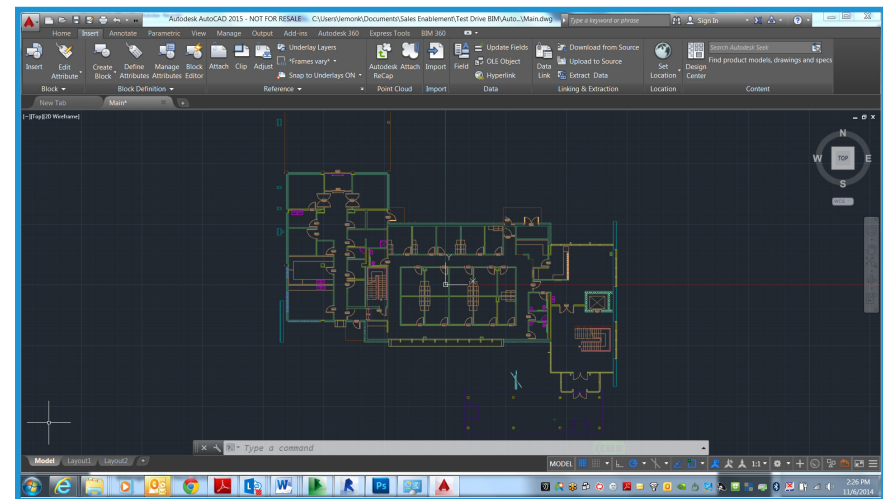 Autodesk AutoCAD 2015 - NOT FOR RESALE C:\Users\lemonk\Documents\Sales Enablement\Test Drive BIM\Auto...\Main.dwg Type a keyword or phrase Sign In
Home Insert Annotate Parametric View Manage Output Add-ins Autodesk 360 Express Tools BIM 360
Insert Edit Attribute Create Block Define Attributes Manage Attributes Block Editor Attach Clip Adjust
Underlay Layers
*Frames vary*
Snap to Underlays ON
Autodesk ReCap Attach Import Field
Update Fields
OLE Object
Hyperlink
Data Link
Download from Source
Upload to Source
Extract Data
Set Location Design Center
Search Autodesk Seek
Find product models, drawings and specs
Block Block Definition Reference Point Cloud Import Data Linking & Extraction Location Content
New Tab Main*
[-][Top][2D Wireframe]
N
W TOP E
S
Y
X
Type a command
Model Layout1 Layout2 MODEL 1:1
2:26 PM
11/6/2014